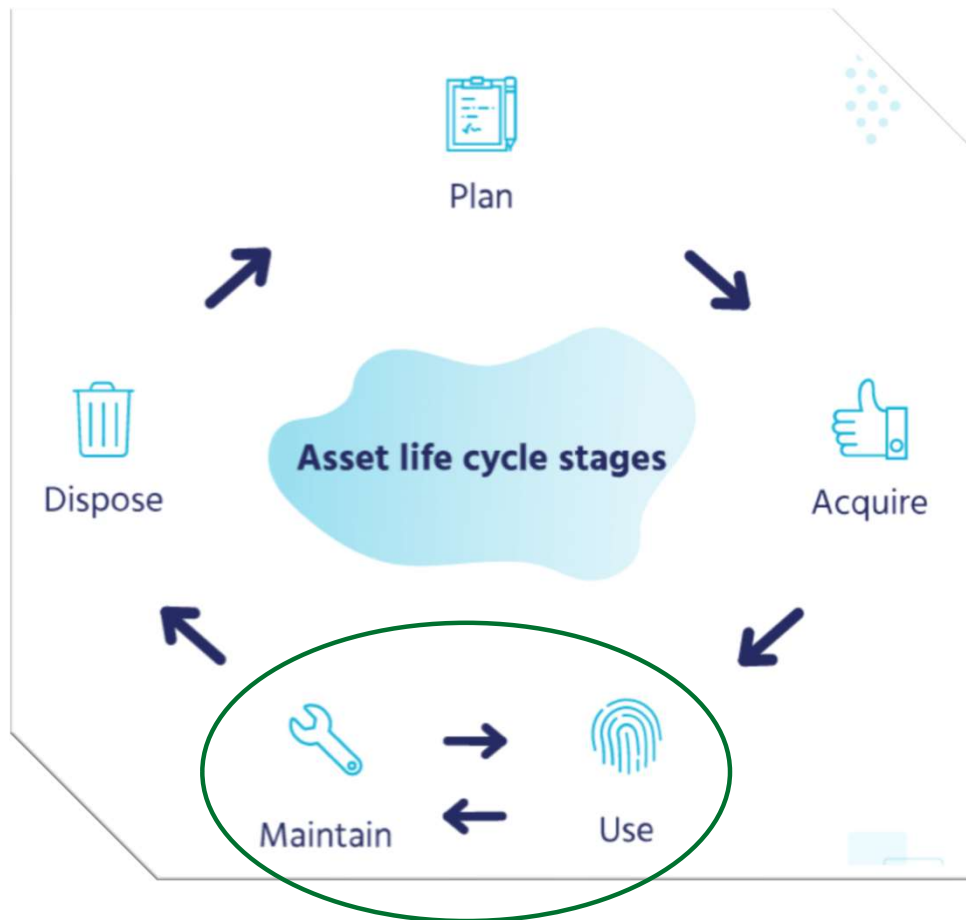 Plan
Asset life cycle stages
Dispose
Acquire
Maintain
Use